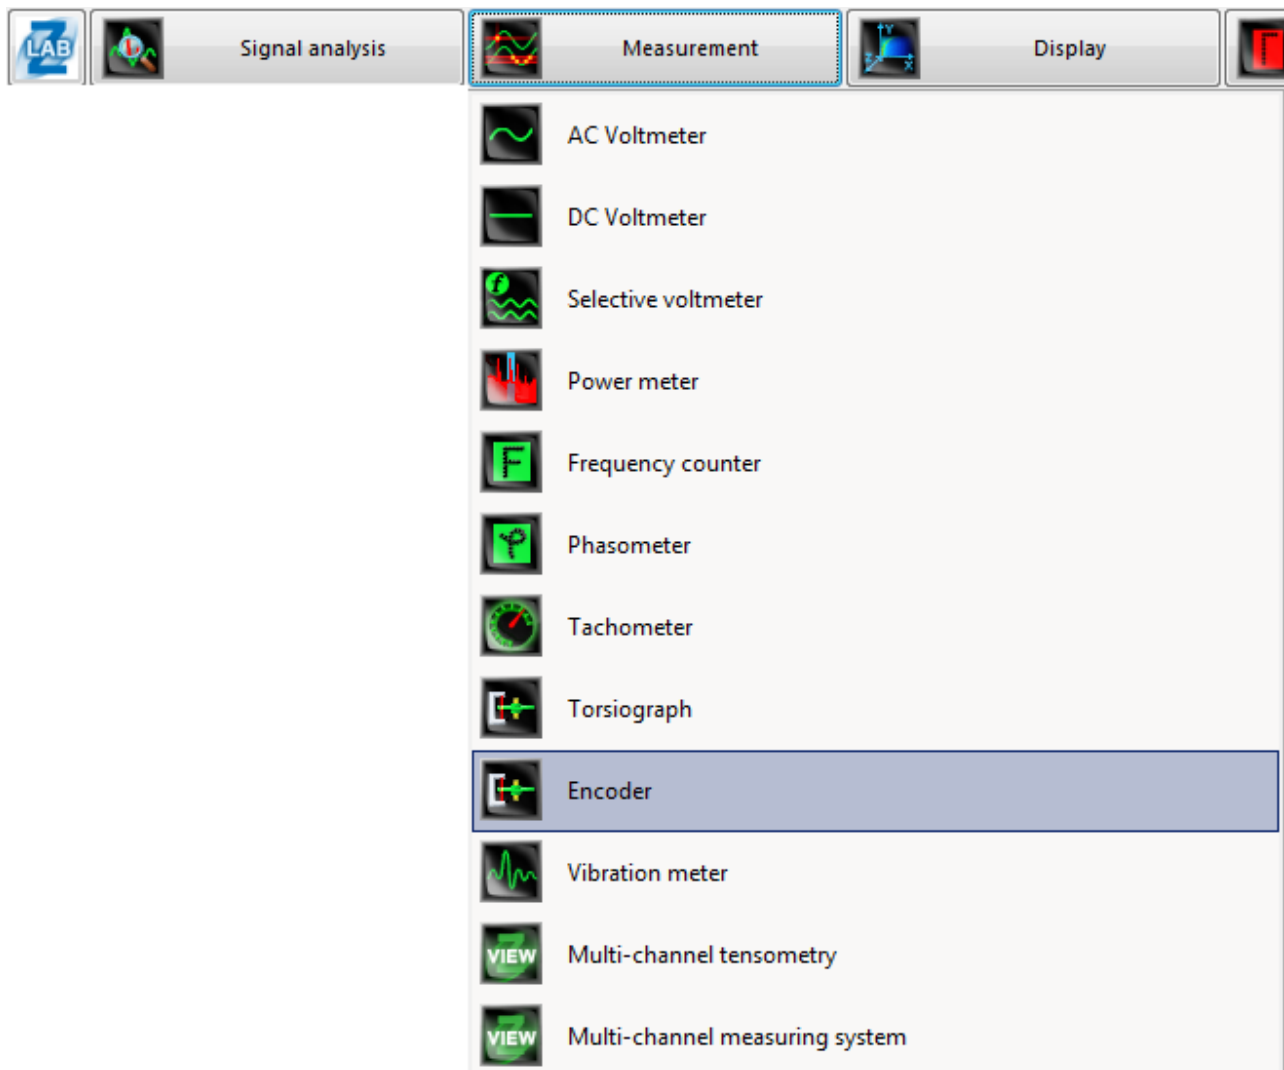 LAB
Signal analysis
Measurement
Display
AC Voltmeter
DC Voltmeter
Selective voltmeter
Power meter
Frequency counter
Phasometer
Tachometer
Torsiograph
Encoder
Vibration meter
VIEW
Multi-channel tensometry
VIEW
Multi-channel measuring system